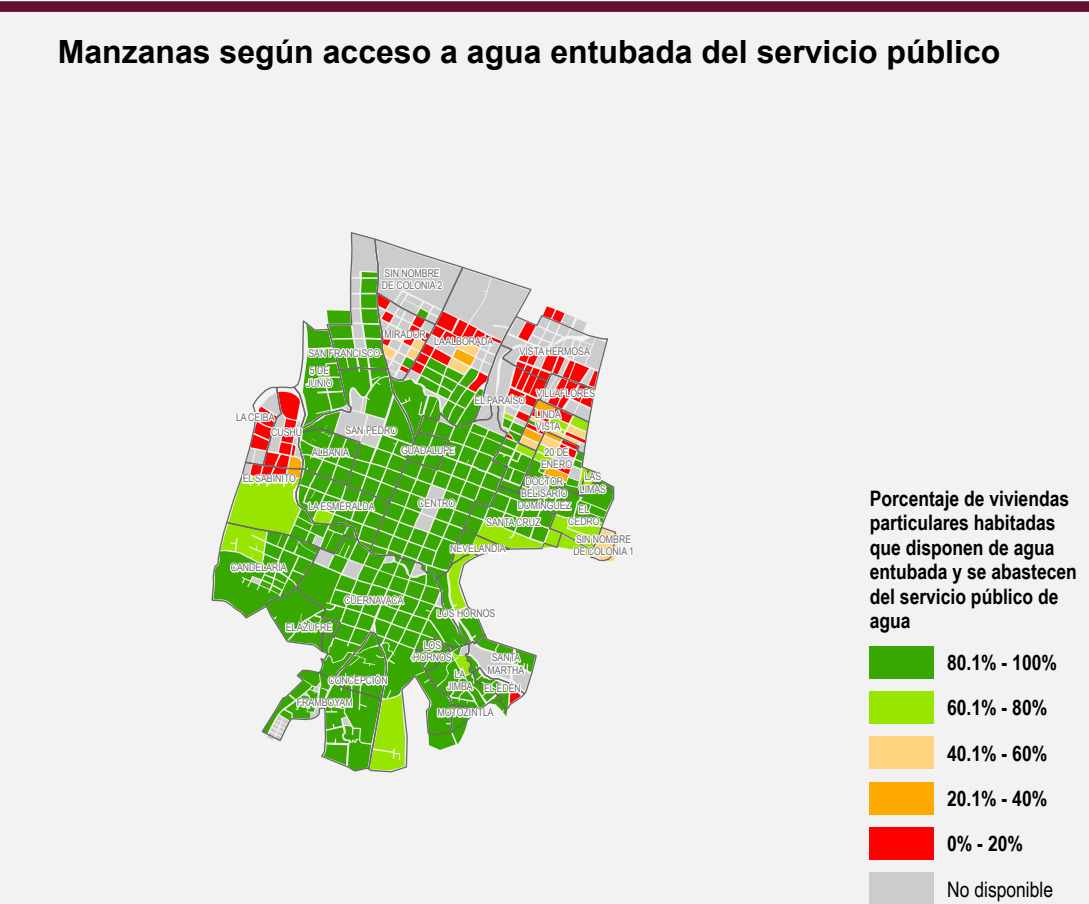 Manzanas según acceso a agua entubada del servicio público
SIN NOMBRE
DE COLONIA 2
MIRADOR
LA ALBORADA
SAN FRANCISCO
VISTA HERMOSA
5 DE
JUNIO
VILLAFLORES
EL PARAISO
LA CEIBA
CUSHU
SAN PEDRO
LINDA
VISTA
ALBANIA
GUADALUPE
20 DE
ENERO
EL SABINITO
DOCTOR
BELISARIO
DOMÍNGUEZ
LAS
LIMAS
LA ESMERALDA
CENTRO
SANTA CRUZ
EL
CEDRO
NEVELANDIA
SIN NOMBRE
DE COLONIA 1
CANDELARIA
CUERNAVACA
LOS HORNOS
EL AZUFRE
LOS
HORNOS
SANTA
MARTHA
CONCEPCIÓN
LA
JIMBA
EL EDEN
FRAMBOYAM
MOTOZINTLA
Porcentaje de viviendas
particulares habitadas
que disponen de agua
entubada y se abastecen
del servicio público de
agua
80.1% - 100%
60.1% - 80%
40.1% - 60%
20.1% - 40%
0% - 20%
No disponible